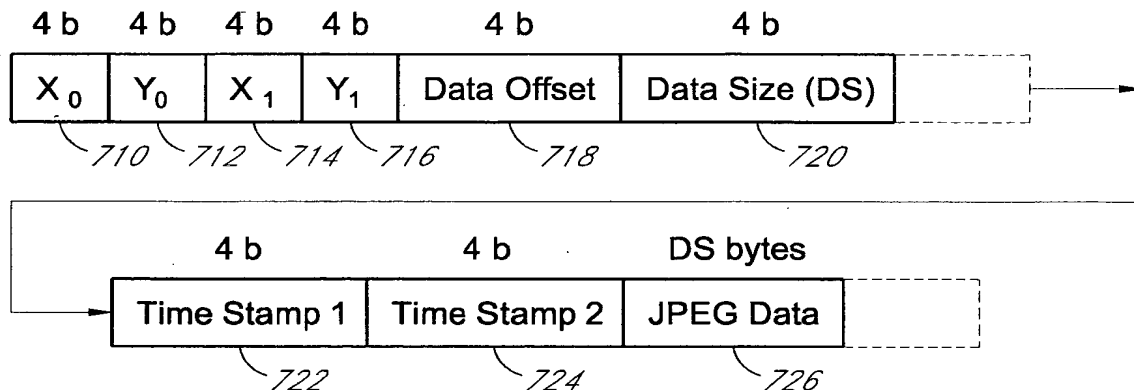 4 b 4 b 4 b 4 b 4 b 4 b
X₀ Y₀ X₁ Y₁ Data Offset Data Size (DS)
710 712 714 716 718 720
4 b 4 b DS bytes
Time Stamp 1 Time Stamp 2 JPEG Data
722 724 726